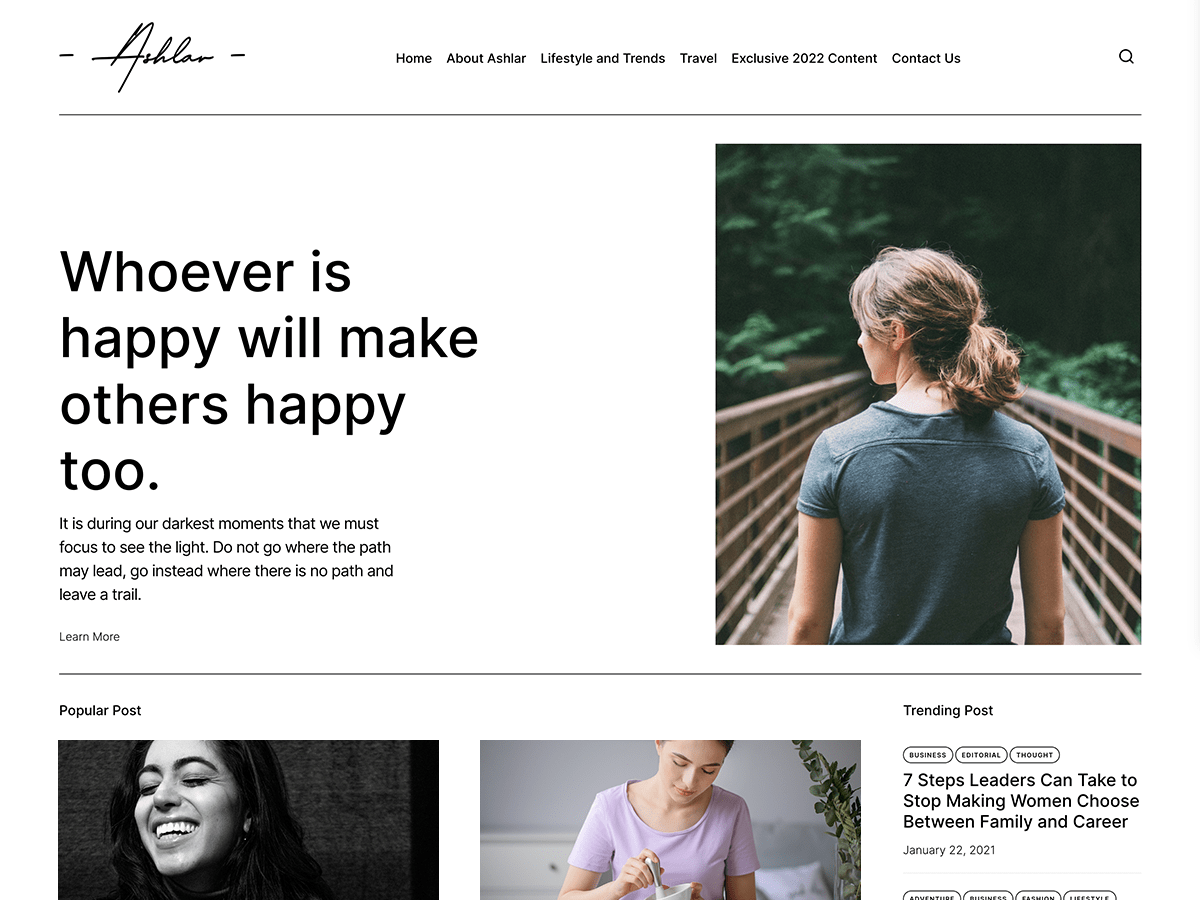 - Ashlar -
Home About Ashlar Lifestyle and Trends Travel Exclusive 2022 Content Contact Us
Whoever is
happy will make
others happy
too.
It is during our darkest moments that we must
focus to see the light. Do not go where the path
may lead, go instead where there is no path and
leave a trail.
Learn More
Popular Post
Trending Post
BUSINESS EDITORIAL THOUGHT
7 Steps Leaders Can Take to
Stop Making Women Choose
Between Family and Career
January 22, 2021
ADVENTURE BUSINESS FASHION LIFESTYLE